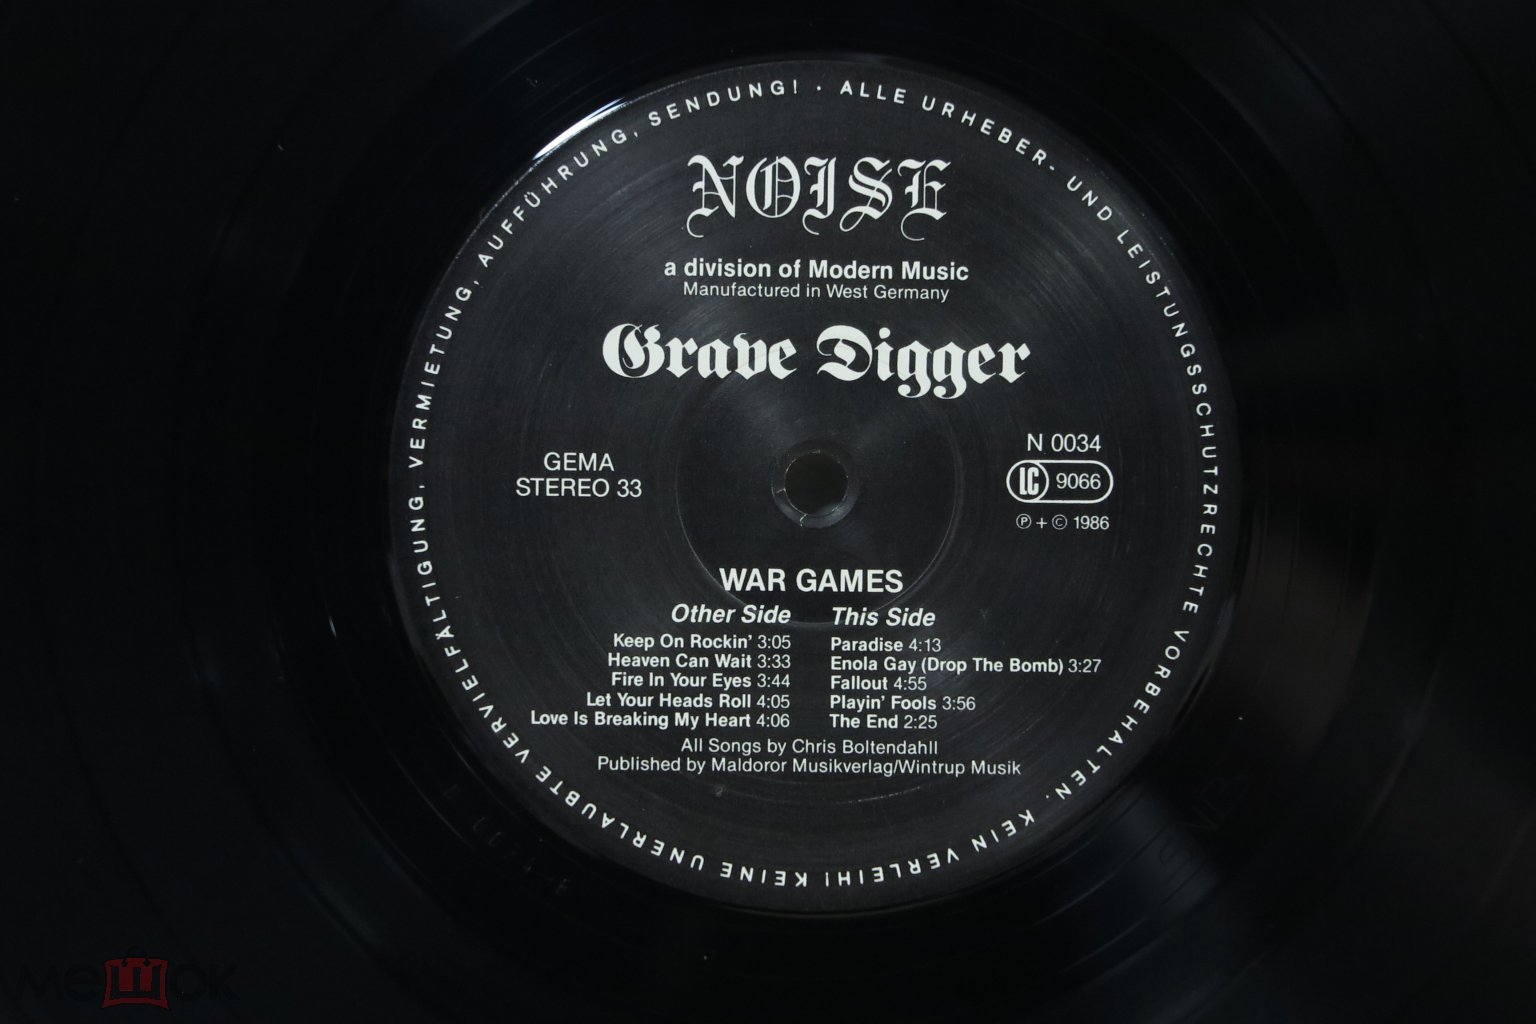 ALLE URHEBER- UND LEISTUNGSSCHUTZRECHTE VORBEHALTEN. KEIN VERLEIH! KEINE UNERLAUBTE VERVIELFÄLTIGUNG, VERMIETUNG, AUFFÜHRUNG, SENDUNG! ·
NOISE
a division of Modern Music
Manufactured in West Germany
Grave Digger
GEMA
STEREO 33
N 0034
LC 9066
℗ + © 1986
WAR GAMES
Other Side
Keep On Rockin' 3:05
Heaven Can Wait 3:33
Fire In Your Eyes 3:44
Let Your Heads Roll 4:05
Love Is Breaking My Heart 4:06
This Side
Paradise 4:13
Enola Gay (Drop The Bomb) 3:27
Fallout 4:55
Playin' Fools 3:56
The End 2:25
All Songs by Chris Boltendahll
Published by Maldoror Musikverlag/Wintrup Musik
мешок